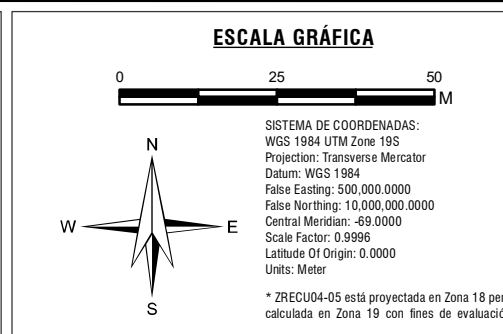 ESCALA GRÁFICA
0 25 50
M
SISTEMA DE COORDENADAS:
WGS 1984 UTM Zone 19S
Projection: Transverse Mercator
Datum: WGS 1984
False Easting: 500,000.0000
False Northing: 10,000,000.0000
Central Meridian: -69.0000
Scale Factor: 0.9996
Latitude Of Origin: 0.0000
Units: Meter
N
W E
S
* ZRECU04-05 está proyectada en Zona 18 per
calculada en Zona 19 con fines de evaluació